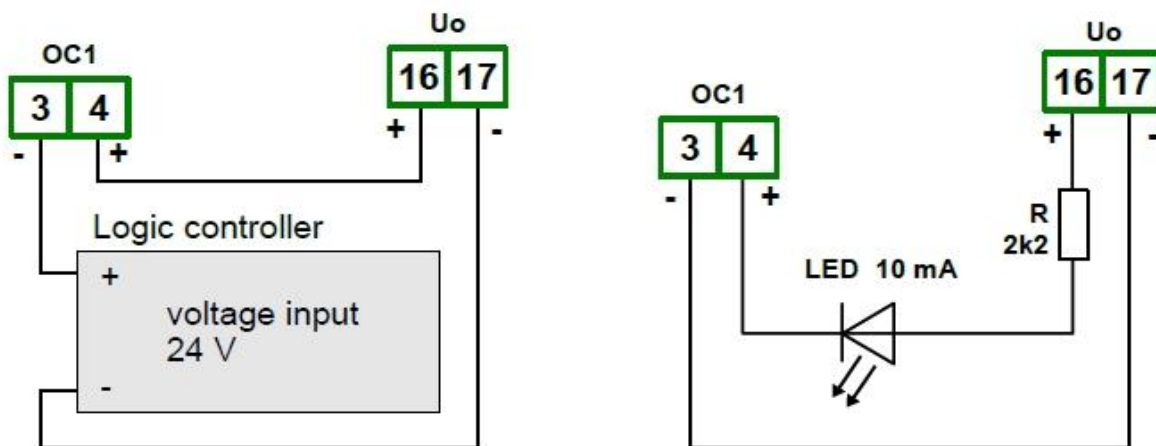 OC1
3 4
- +
Uo
16 17
+ -
Logic controller
+
voltage input
24 V
-
OC1
3 4
- +
Uo
16 17
+ -
R
2k2
LED 10 mA